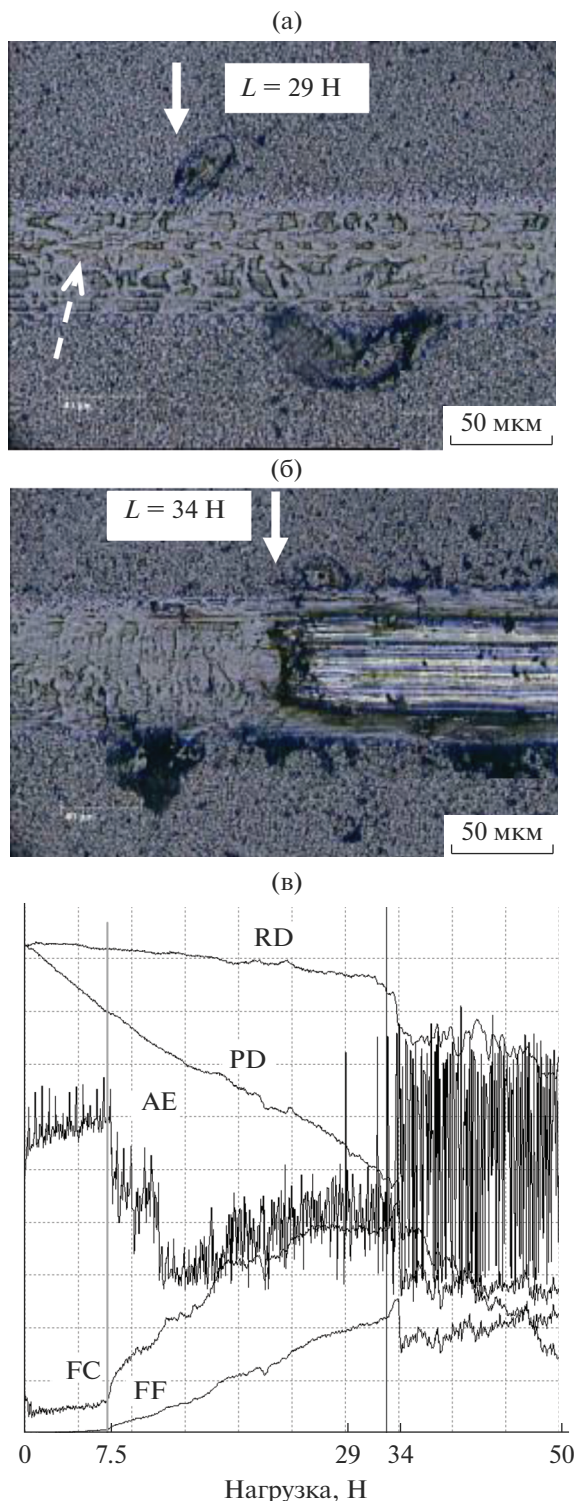 (а)
L = 29 Н
50 мкм
(б)
L = 34 Н
50 мкм
(в)
RD
PD
AE
FC
FF
0 7.5 29 34 50
Нагрузка, Н